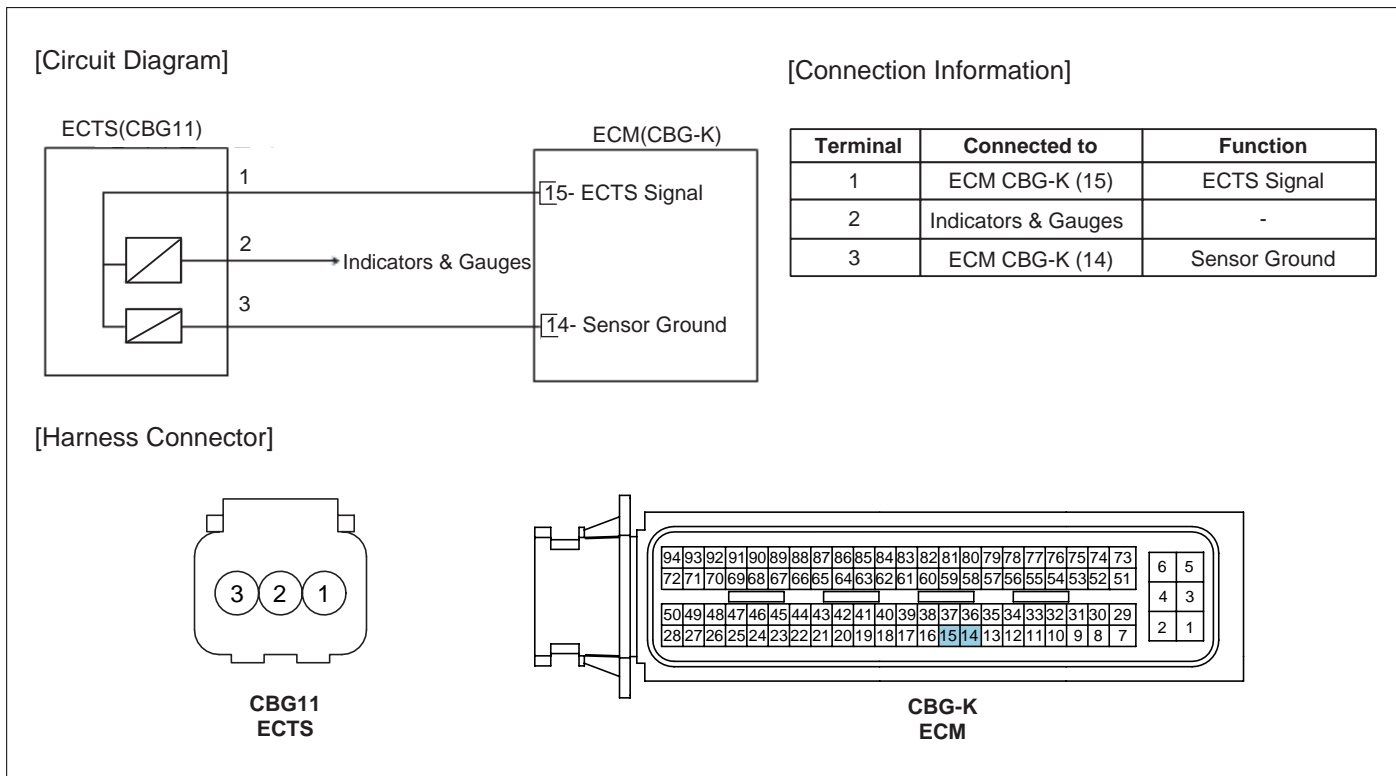 [Circuit Diagram]
ECTS(CBG11)
ECM(CBG-K)
1
15- ECTS Signal
2
Indicators & Gauges
3
14- Sensor Ground
[Connection Information]
Terminal Connected to Function
1 ECM CBG-K (15) ECTS Signal
2 Indicators & Gauges -
3 ECM CBG-K (14) Sensor Ground
[Harness Connector]
3 2 1
CBG11
ECTS
94 93 92 91 90 89 88 87 86 85 84 83 82 81 80 79 78 77 76 75 74 73
72 71 70 69 68 67 66 65 64 63 62 61 60 59 58 57 56 55 54 53 52 51
50 49 48 47 46 45 44 43 42 41 40 39 38 37 36 35 34 33 32 31 30 29
28 27 26 25 24 23 22 21 20 19 18 17 16 15 14 13 12 11 10 9 8 7
6 5
4 3
2 1
CBG-K
ECM